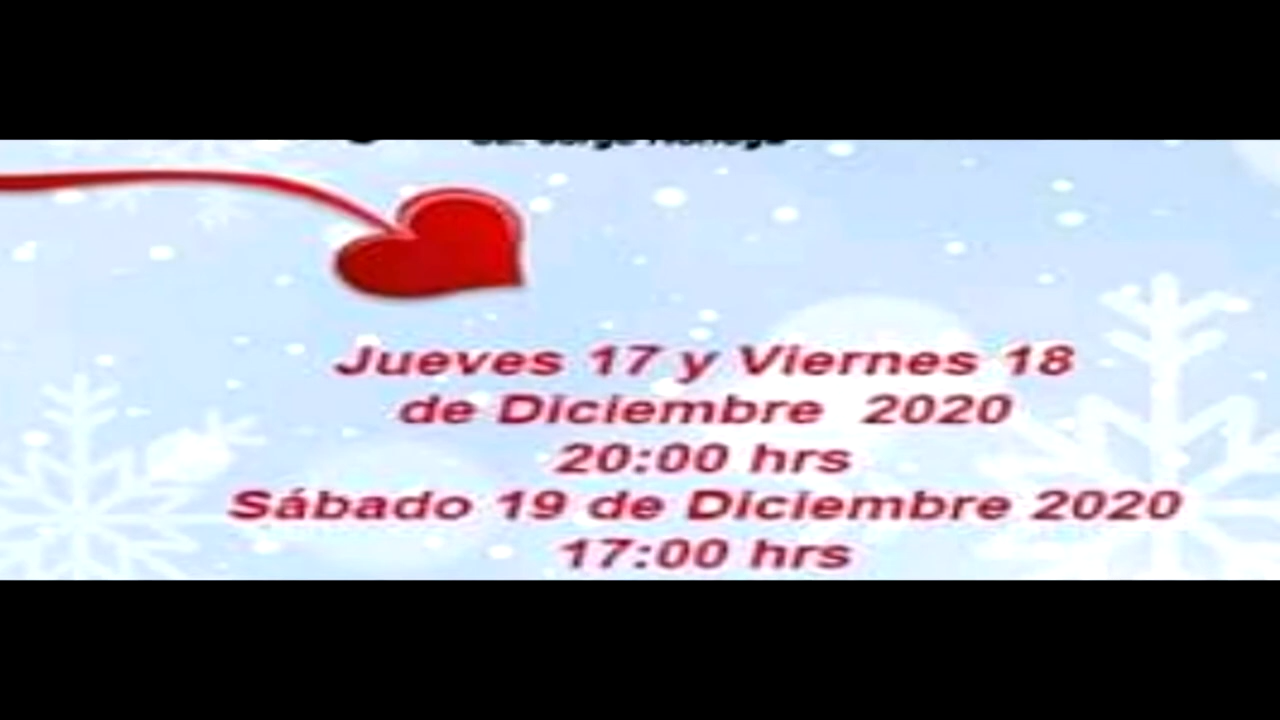 Jueves 17 y Viernes 18
de Diciembre 2020
20:00 hrs
Sábado 19 de Diciembre 2020
17:00 hrs